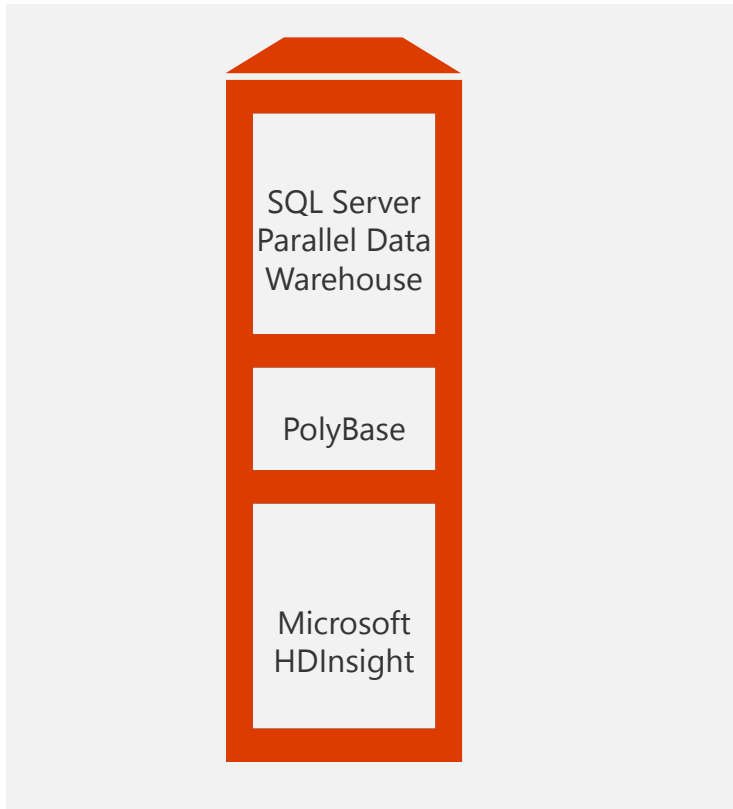 SQL Server
Parallel Data
Warehouse
PolyBase
Microsoft
HDInsight